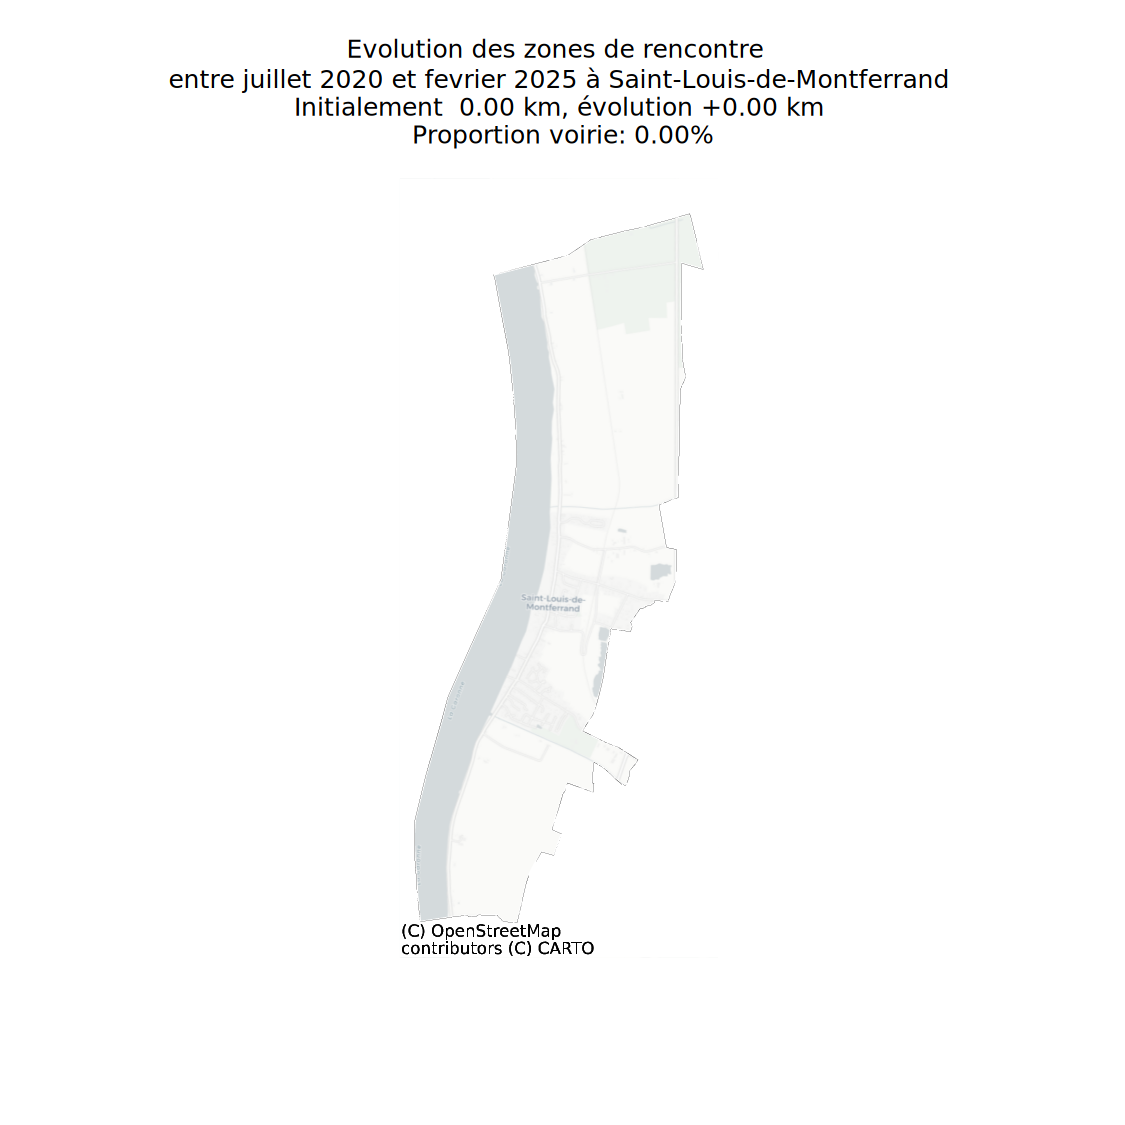 Evolution des zones de rencontre
entre juillet 2020 et fevrier 2025 à Saint-Louis-de-Montferrand
Initialement  0.00 km, évolution +0.00 km
Proportion voirie: 0.00%
Saint-Louis-de-
Montferrand
(C) OpenStreetMap
contributors (C) CARTO